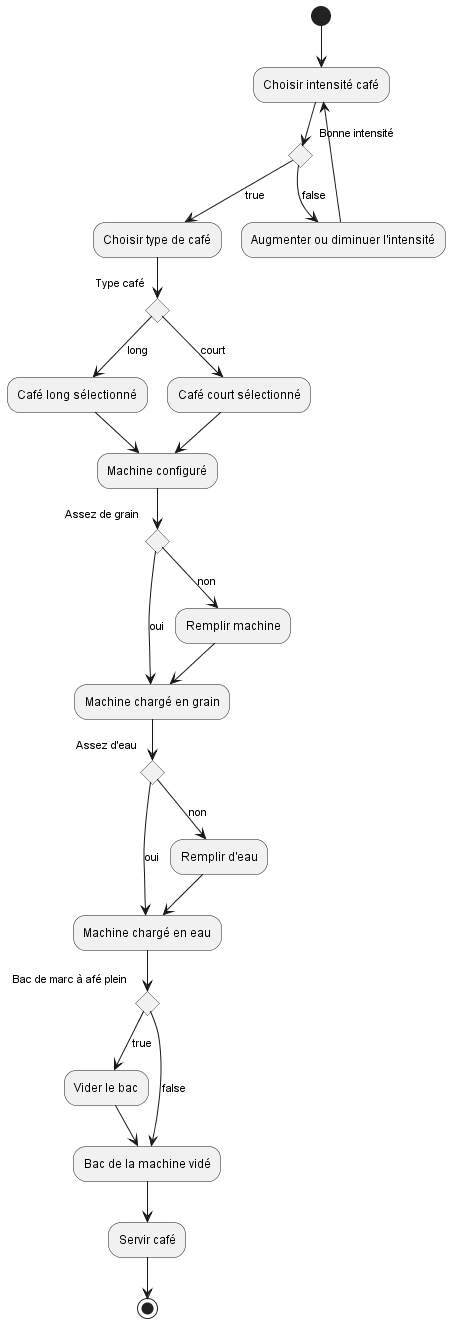 Choisir intensité café
Bonne intensité
true
false
Choisir type de café
Augmenter ou diminuer l'intensité
Type café
long
court
Café long sélectionné
Café court sélectionné
Machine configuré
Assez de grain
non
oui
Remplir machine
Machine chargé en grain
Assez d'eau
non
oui
Remplir d'eau
Machine chargé en eau
Bac de marc à afé plein
true
Vider le bac
false
Bac de la machine vidé
Servir café